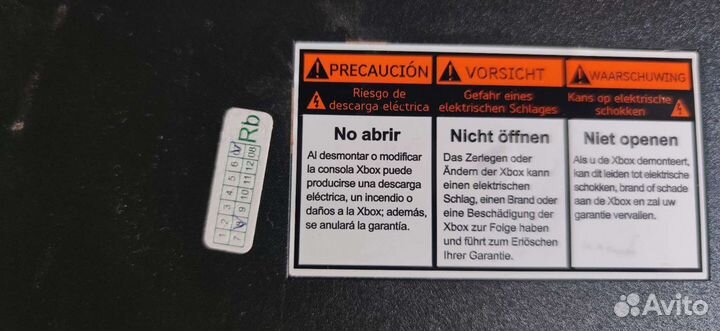 PRECAUCIÓN
Riesgo de
descarga eléctrica
No abrir
Al desmontar o modificar
la consola Xbox puede
producirse una descarga
eléctrica, un incendio o
daños a la Xbox; además,
se anulará la garantía.
VORSICHT
Gefahr eines
elektrischen Schlages
Nicht öffnen
Das Zerlegen oder
Ändern der Xbox kann
einen elektrischen
Schlag, einen Brand oder
eine Beschädigung der
Xbox zur Folge haben
und führt zum Erlöschen
Ihrer Garantie.
WAARSCHUWING
Kans op elektrische
schokken
Niet openen
Als u de Xbox demonteert,
kan dit leiden tot elektrische
schokken, brand of schade
aan de Xbox en zal uw
garantie vervallen.
Rb
1 2 3 4 5 6
7 8 9 10 11 12 08
Avito